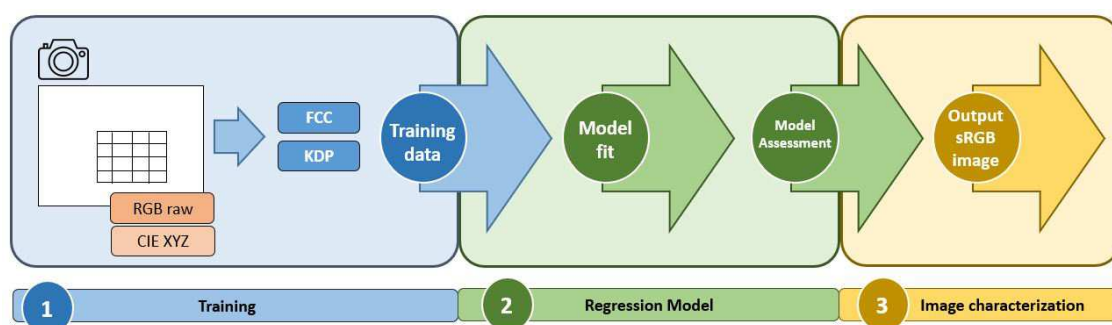 FCC
KDP
RGB raw
CIE XYZ
Training
data
Model
fit
Model
Assessment
Output
sRGB
image
1
Training
2
Regression Model
3
Image characterization